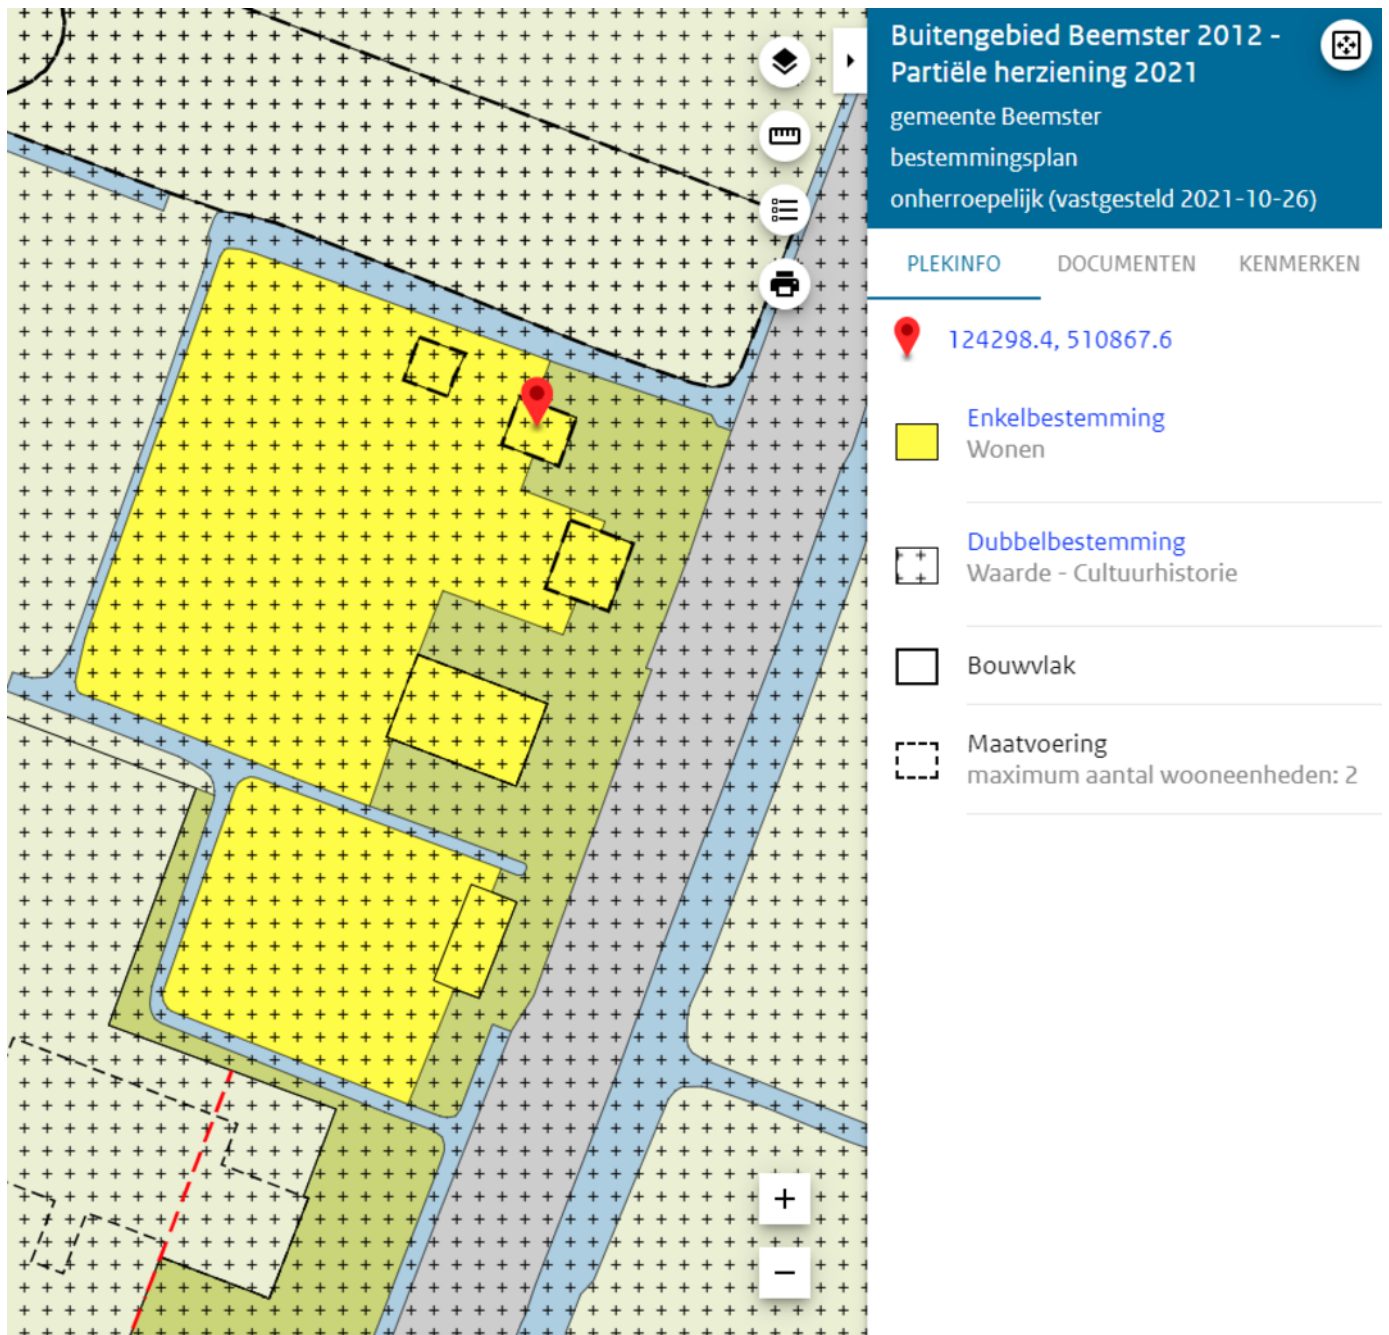 Buitengebied Beemster 2012 -
Partiële herziening 2021
gemeente Beemster
bestemmingsplan
onherroepelijk (vastgesteld 2021-10-26)
PLEKINFO DOCUMENTEN KENMERKEN
124298.4, 510867.6
Enkelbestemming
Wonen
Dubbelbestemming
Waarde - Cultuurhistorie
Bouwvlak
Maatvoering
maximum aantal wooneenheden: 2